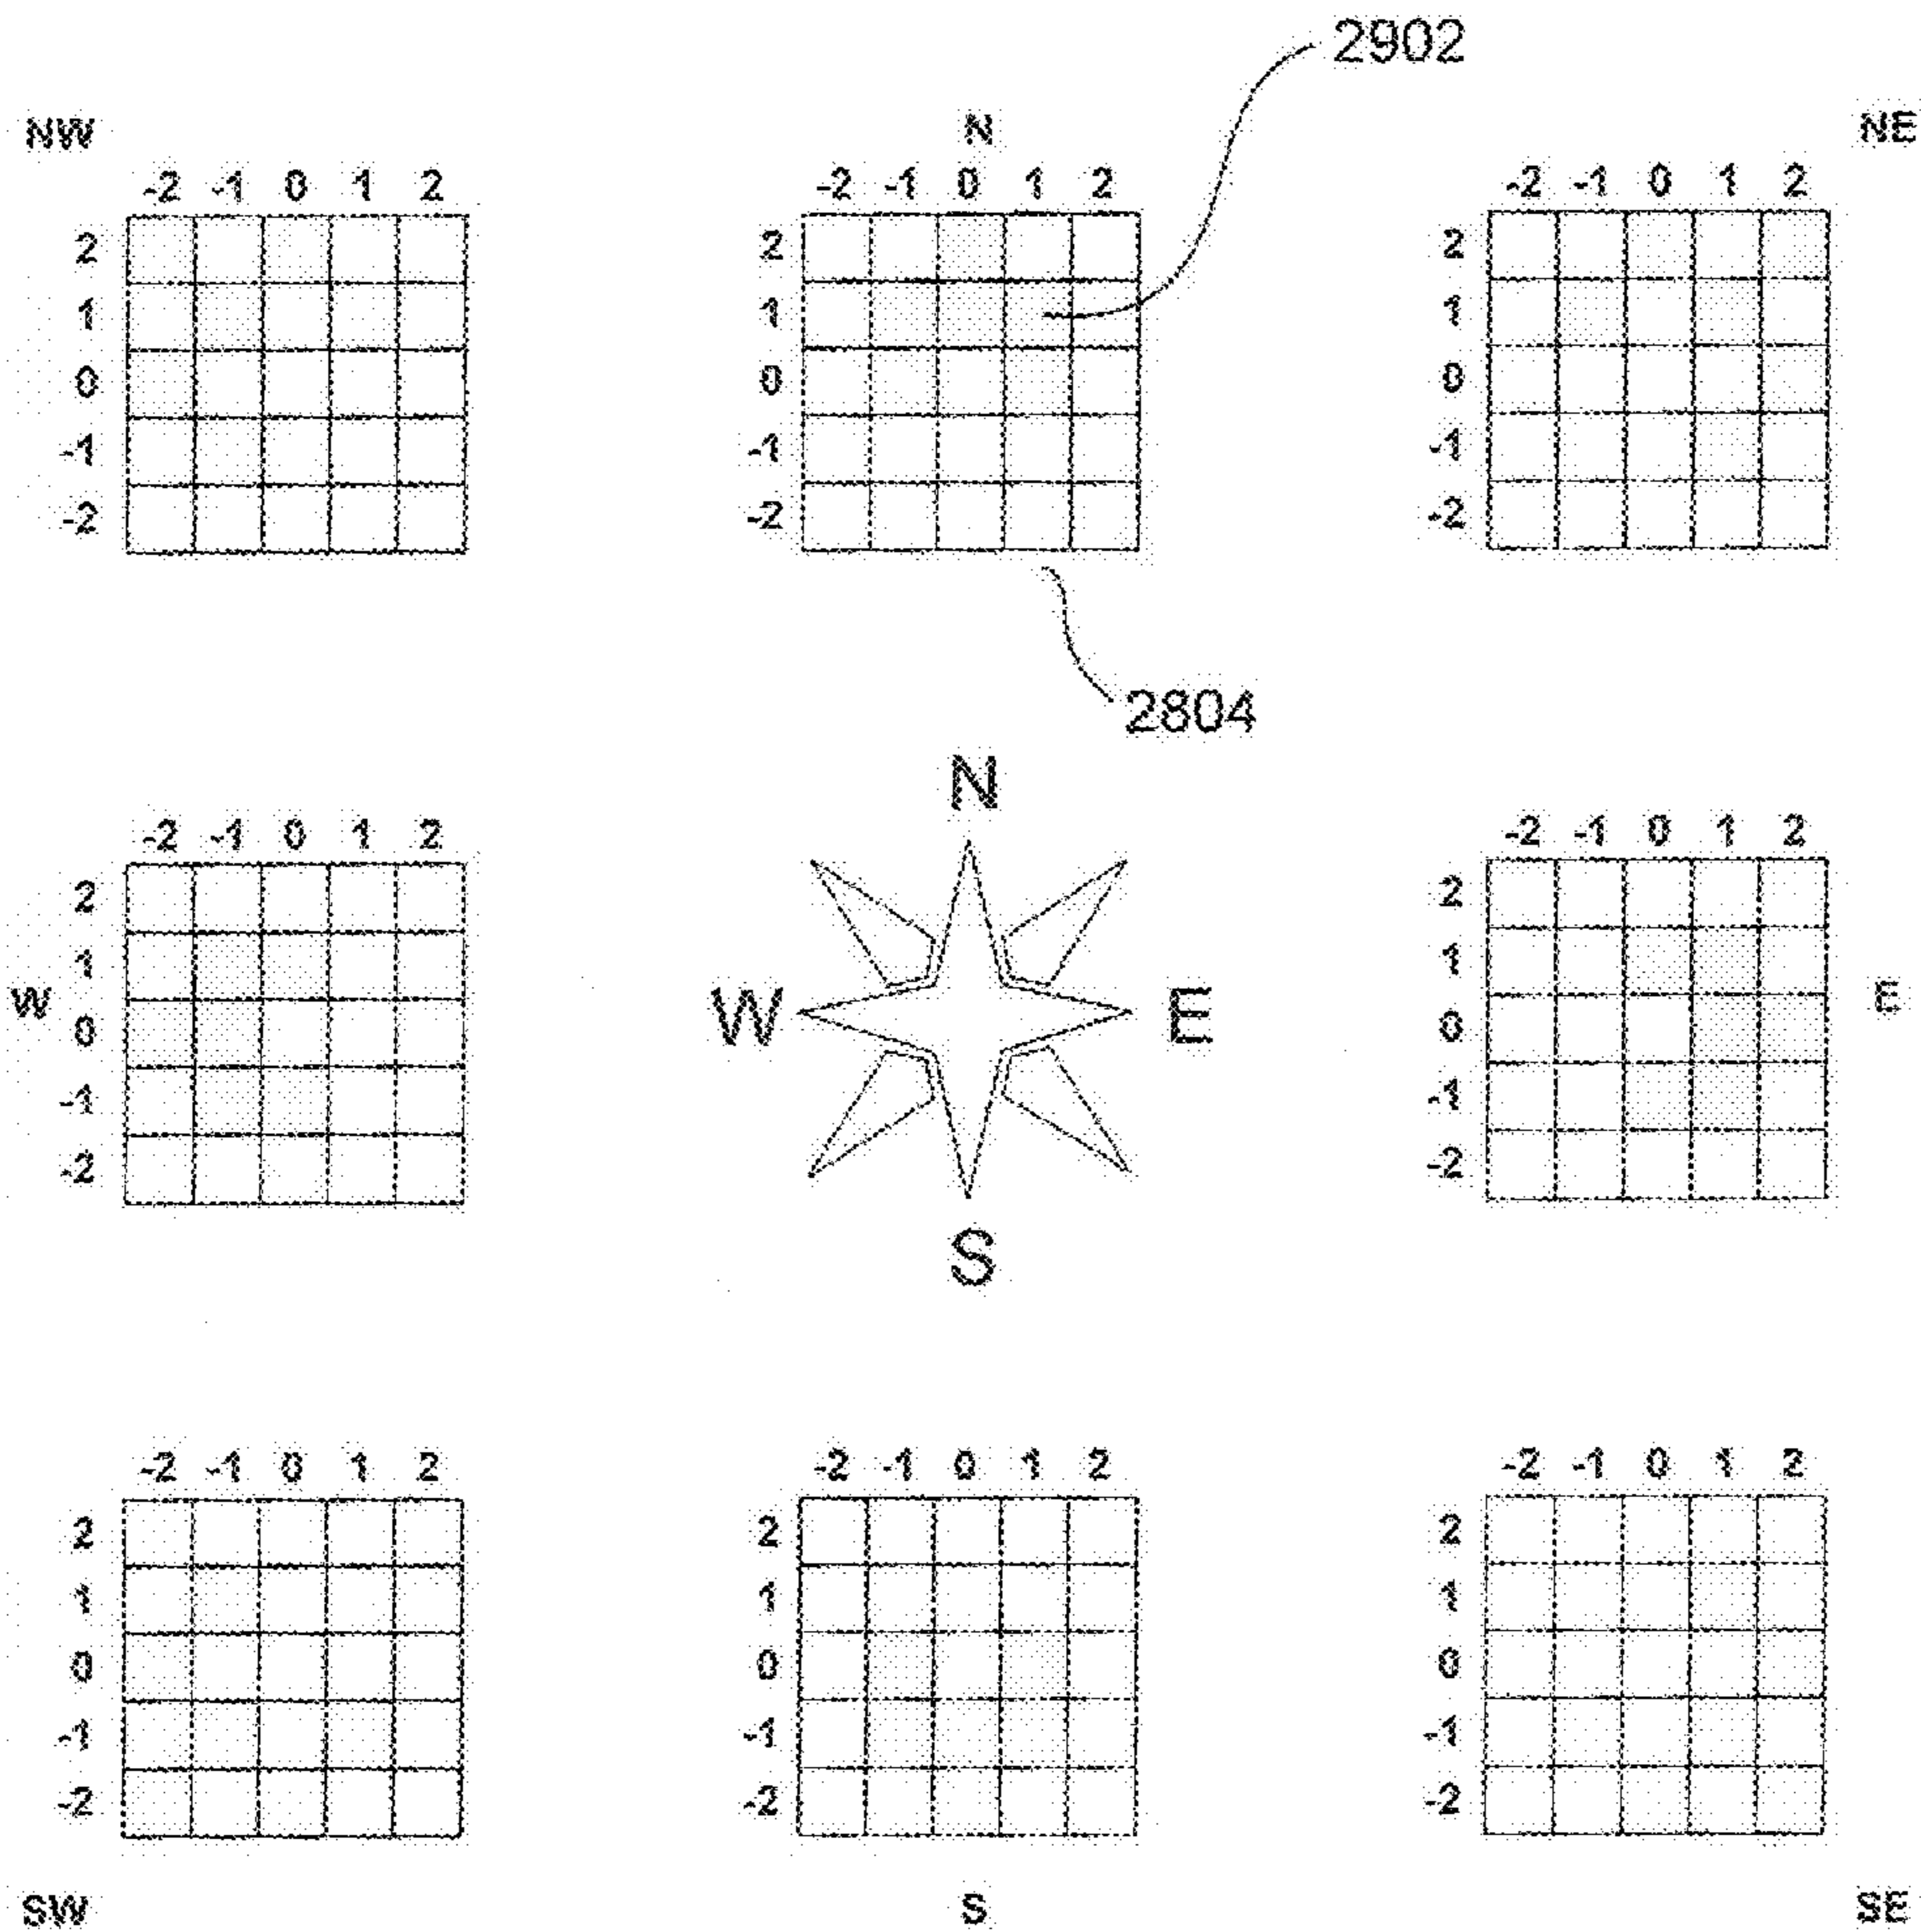 2902
NW N NE
-2 -1 0 1 2 -2 -1 0 1 2 -2 -1 0 1 2
2 2 2
1 1 1
0 0 0
-1 -1 -1
-2 -2 -2
2804
N
-2 -1 0 1 2 -2 -1 0 1 2
2 2
1 1
W 0 W E 0 E
-1 -1
-2 -2
S
-2 -1 0 1 2 -2 -1 0 1 2 -2 -1 0 1 2
2 2 2
1 1 1
0 0 0
-1 -1 -1
-2 -2 -2
SW S SE